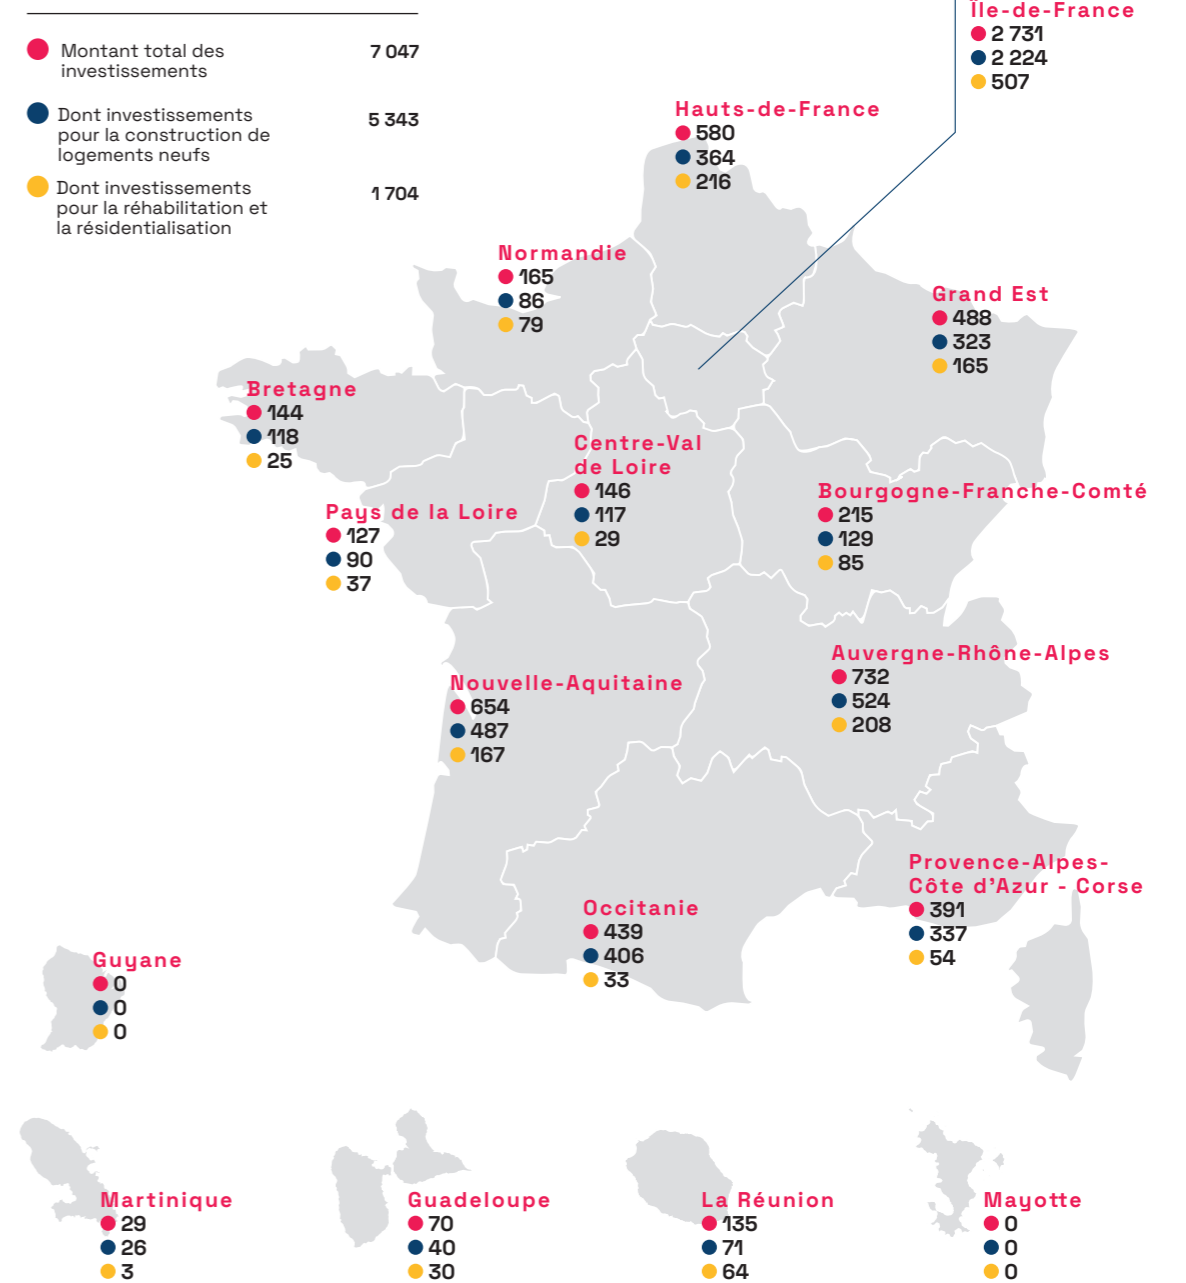 Montant total des
investissements
7 047
Dont investissements
pour la construction de
logements neufs
5 343
Dont investissements
pour la réhabilitation et
la résidentialisation
1 704
Île-de-France
2 731
2 224
507
Hauts-de-France
580
364
216
Normandie
165
86
79
Grand Est
488
323
165
Bretagne
144
118
25
Centre-Val
de Loire
146
117
29
Pays de la Loire
127
90
37
Bourgogne-Franche-Comté
215
129
85
Auvergne-Rhône-Alpes
732
524
208
Nouvelle-Aquitaine
654
487
167
Provence-Alpes-
Côte d'Azur - Corse
391
337
54
Occitanie
439
406
33
Guyane
0
0
0
Martinique
29
26
3
Guadeloupe
70
40
30
La Réunion
135
71
64
Mayotte
0
0
0